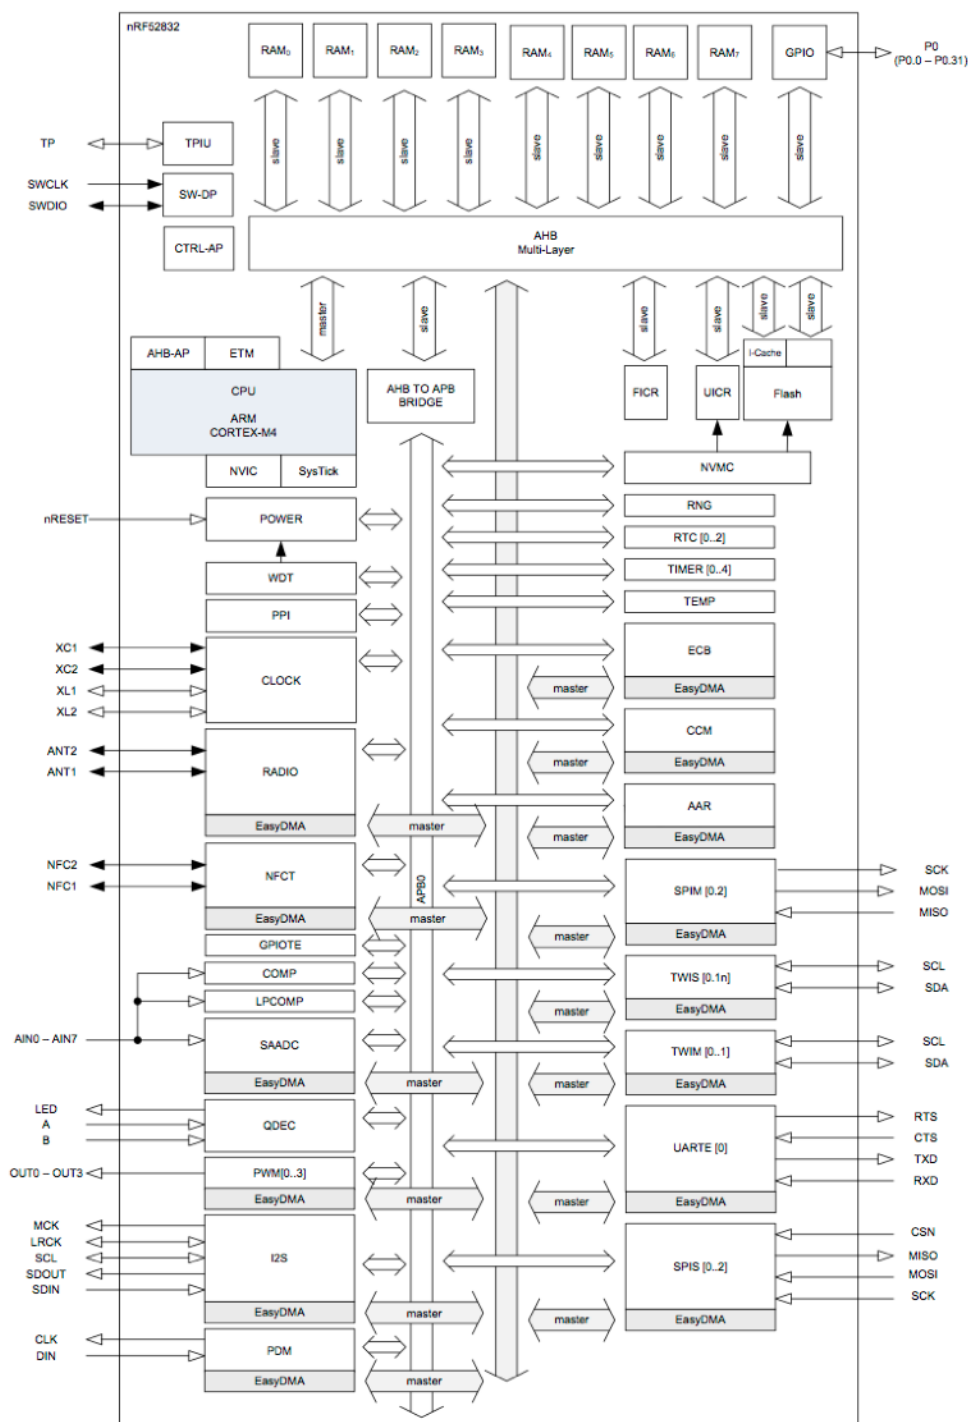 nRF52832
RAM0 RAM1 RAM2 RAM3 RAM4 RAM5 RAM6 RAM7 GPIO
P0
(P0.0 – P0.31)
slave slave slave slave slave slave slave slave slave
TP
TPIU
SWCLK
SWDIO
SW-DP
CTRL-AP
AHB
Multi-Layer
master slave slave slave slave slave
AHB-AP ETM
CPU
ARM
CORTEX-M4
NVIC SysTick
AHB TO APB
BRIDGE
FICR
UICR
I-Cache
Flash
NVMC
nRESET
POWER
RNG
RTC [0..2]
WDT
TIMER [0..4]
PPI
TEMP
XC1
XC2
XL1
XL2
CLOCK
ECB
master
EasyDMA
ANT2
ANT1
RADIO
EasyDMA
master
CCM
master
EasyDMA
AAR
master
EasyDMA
NFC2
NFC1
NFCT
EasyDMA
master
APB0
SPIM [0.2]
master
EasyDMA
SCK
MOSI
MISO
GPIOTE
COMP
LPCOMP
AIN0 – AIN7
SAADC
EasyDMA
master
TWIS [0.1n]
master
EasyDMA
SCL
SDA
TWIM [0..1]
master
EasyDMA
SCL
SDA
LED
A
B
QDEC
UARTE [0]
master
EasyDMA
RTS
CTS
TXD
RXD
OUT0 – OUT3
PWM[0..3]
EasyDMA
master
MCK
LRCK
SCL
SDOUT
SDIN
I2S
EasyDMA
master
SPIS [0..2]
master
EasyDMA
CSN
MISO
MOSI
SCK
CLK
DIN
PDM
EasyDMA
master